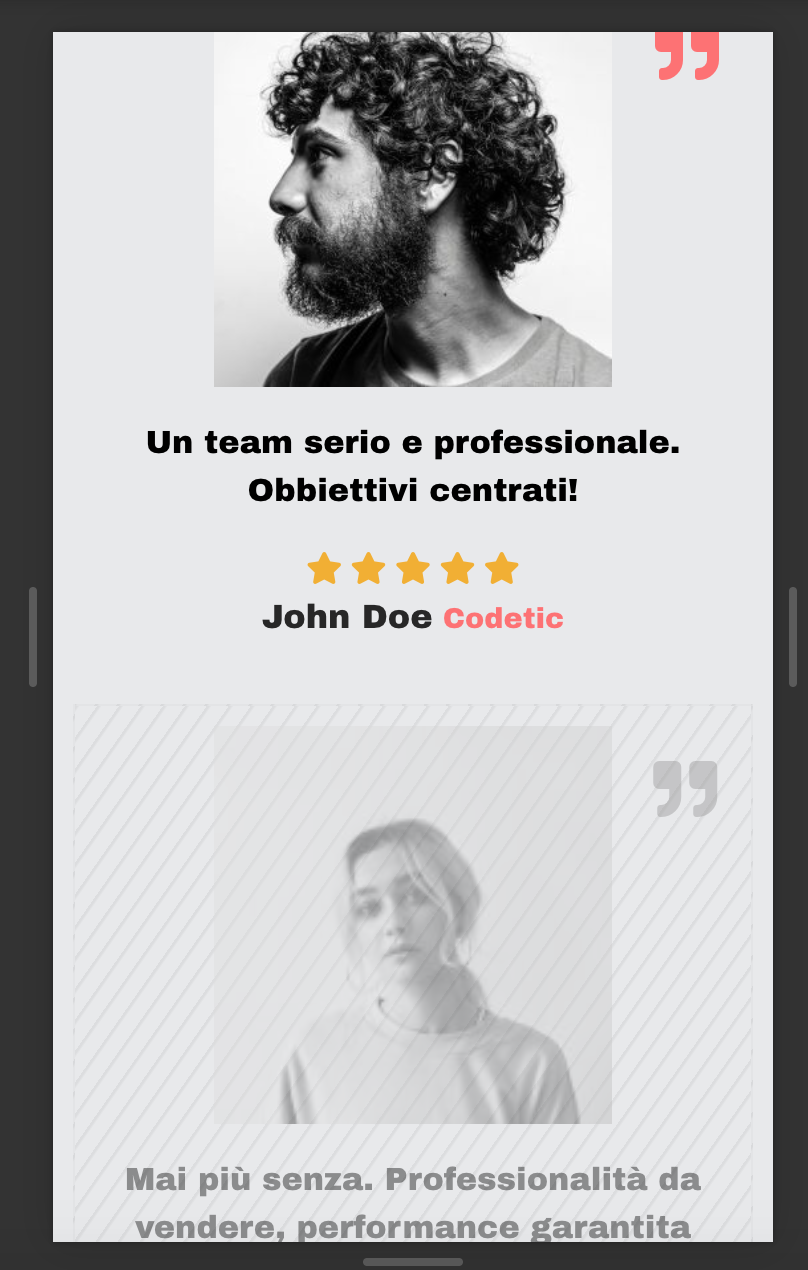 Un team serio e professionale.
Obbiettivi centrati!
John Doe Codetic
Mai più senza. Professionalità da
vendere, performance garantita